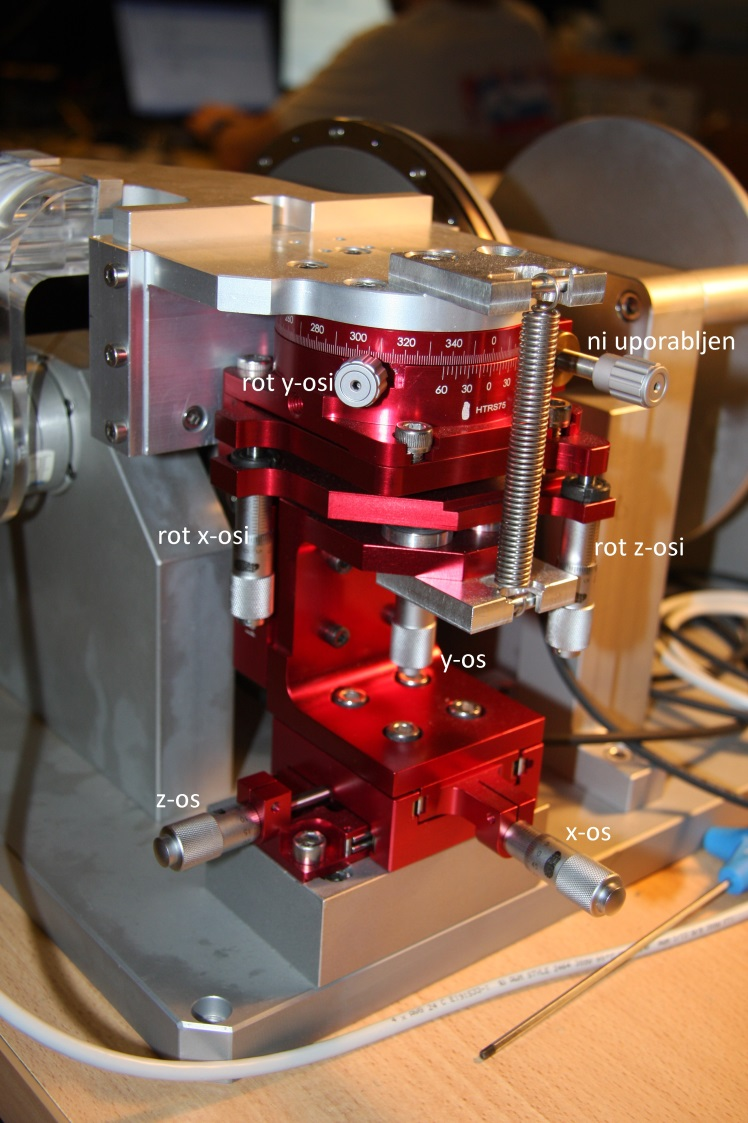 280
300
320
340
0
60
30
0
30
HTRS75
ni uporabljen
rot y-osi
rot x-osi
rot z-osi
y-os
z-os
x-os